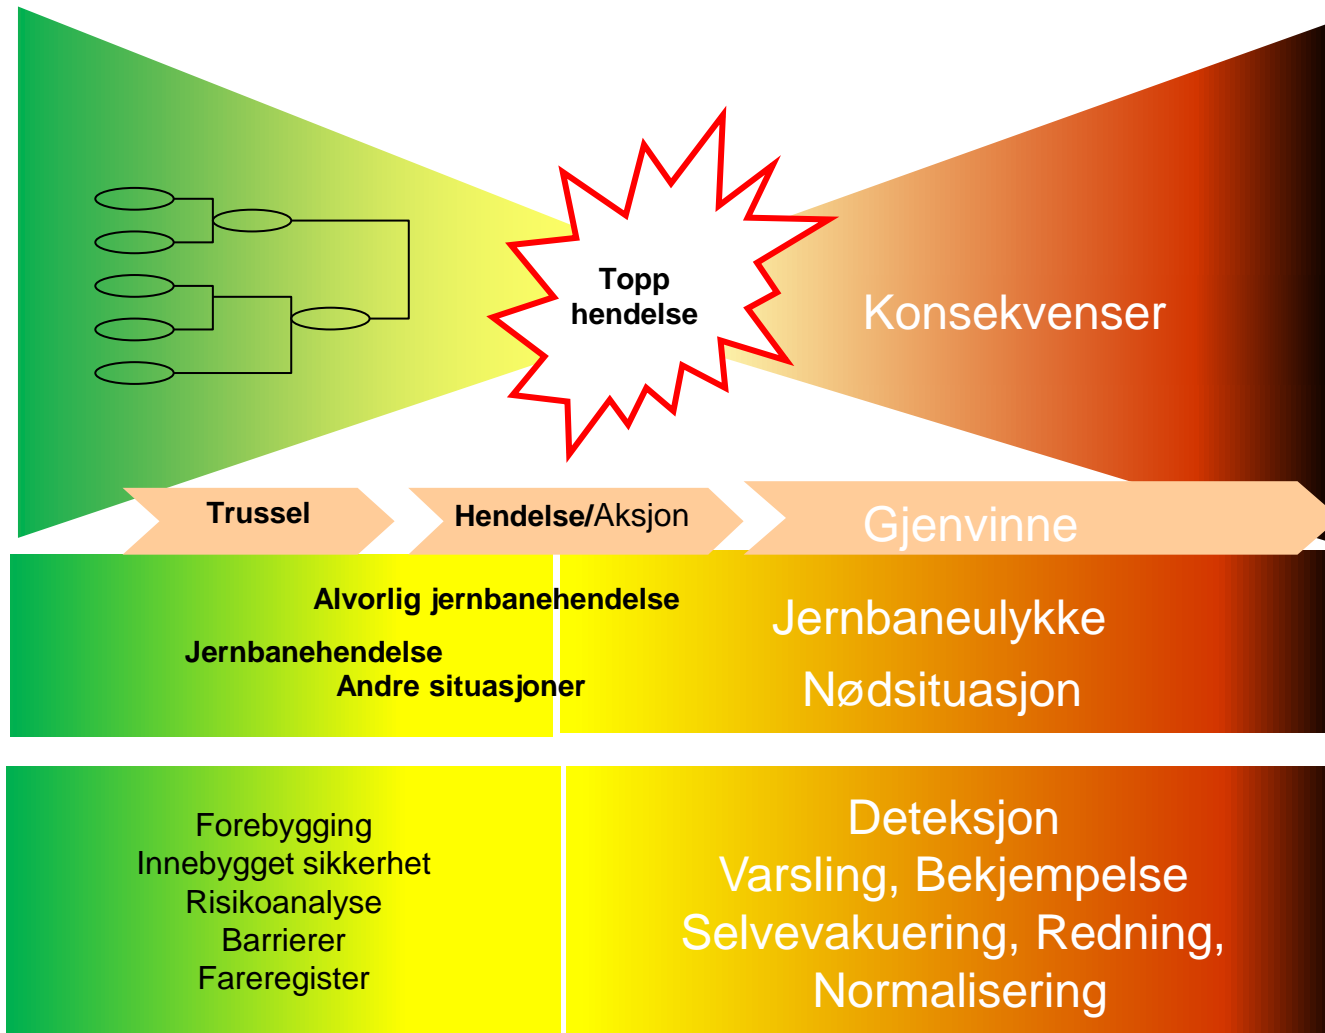 Topp
hendelse
Konsekvenser
Trussel
Hendelse/Aksjon
Gjenvinne
Alvorlig jernbanehendelse
Jernbanehendelse
Andre situasjoner
Jernbaneulykke
Nødsituasjon
Forebygging
Innebygget sikkerhet
Risikoanalyse
Barrierer
Fareregister
Deteksjon
Varsling, Bekjempelse
Selvevakuering, Redning,
Normalisering